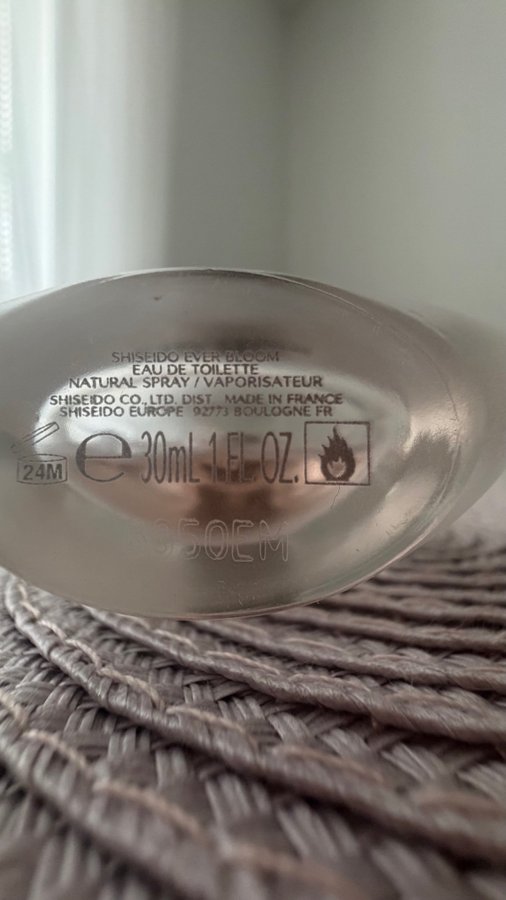 SHISEIDO EVER BLOOM
EAU DE TOILETTE
NATURAL SPRAY / VAPORISATEUR
SHISEIDO CO., LTD. DIST. MADE IN FRANCE
SHISEIDO EUROPE 92773 BOULOGNE FR
24M e 30mL 1 FL. OZ.